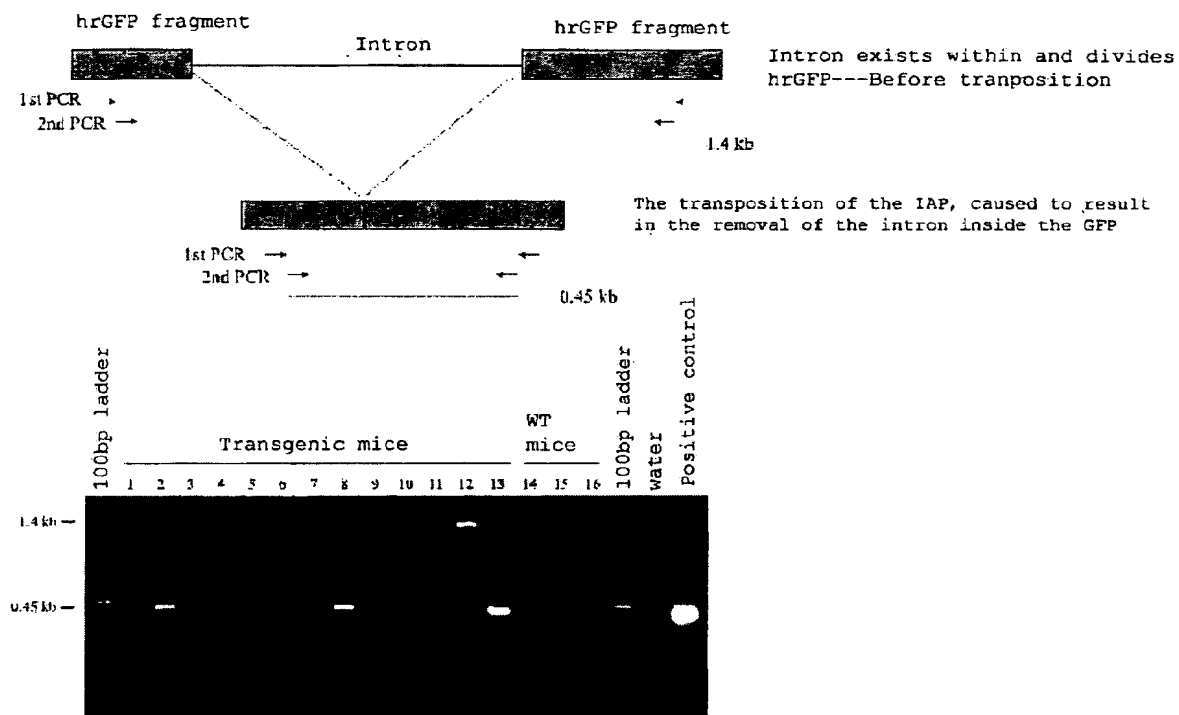 hrGFP fragment
hrGFP fragment
Intron
Intron exists within and divides
hrGFP---Before tranposition
1st PCR
2nd PCR
1.4 kb
The transposition of the IAP, caused to result
in the removal of the intron inside the GFP
1st PCR
2nd PCR
0.45 kb
100bp ladder
Transgenic mice
WT
mice
100bp ladder
water
Positive control
1 2 3 4 5 6 7 8 9 10 11 12 13 14 15 16
1.4 kb
0.45 kb